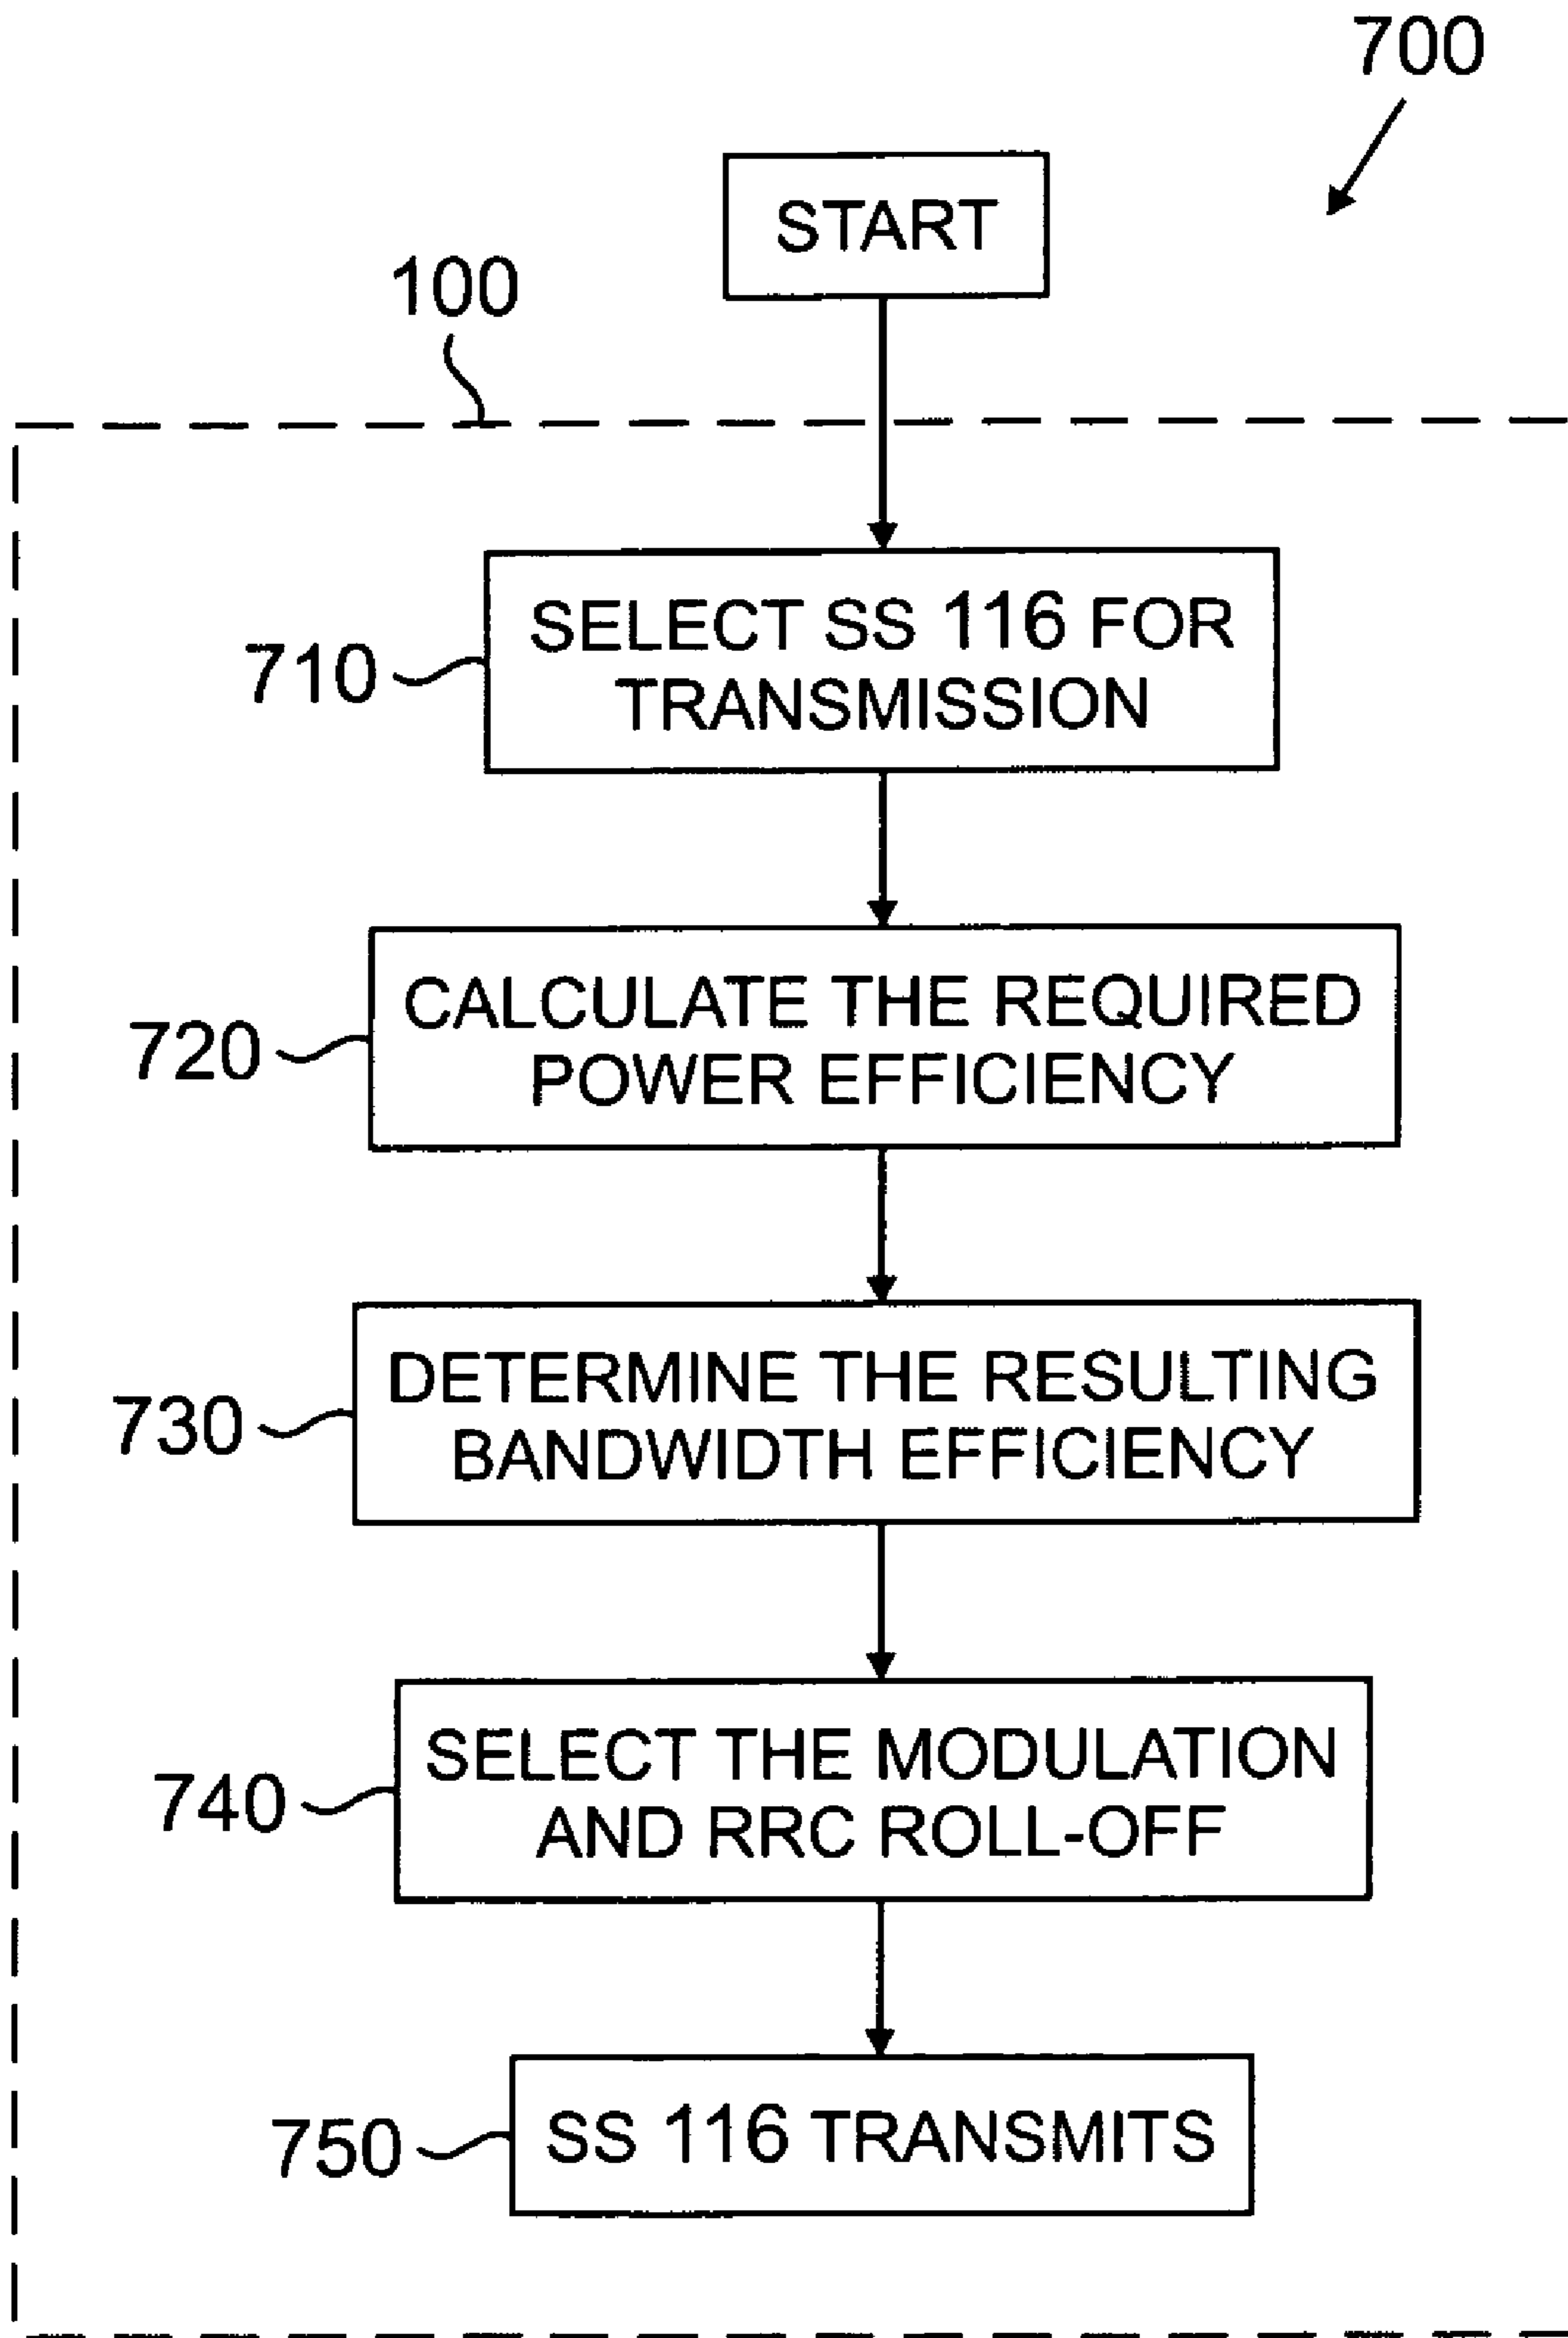 700
START
100
710
SELECT SS 116 FOR
TRANSMISSION
720
CALCULATE THE REQUIRED
POWER EFFICIENCY
730
DETERMINE THE RESULTING
BANDWIDTH EFFICIENCY
740
SELECT THE MODULATION
AND RRC ROLL-OFF
750
SS 116 TRANSMITS